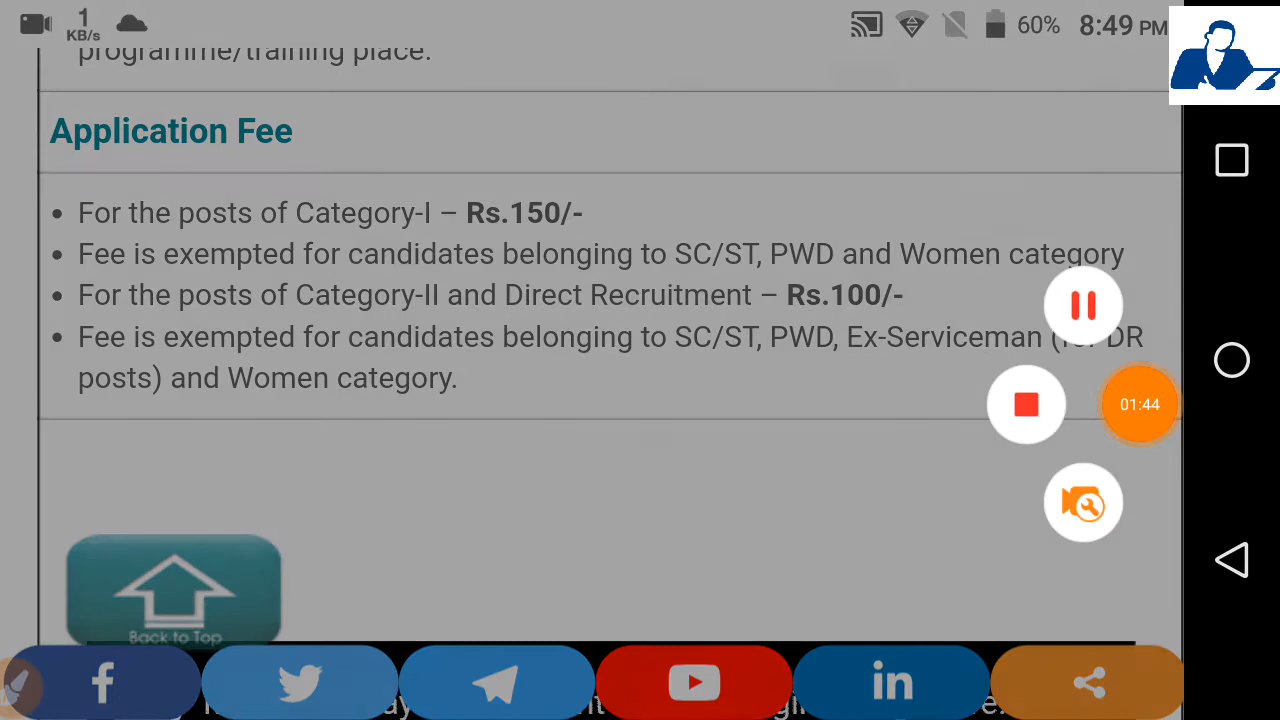 1
KB/s
60%
8:49 PM
programme/training place.
Application Fee
• For the posts of Category-I – Rs.150/-
• Fee is exempted for candidates belonging to SC/ST, PWD and Women category
• For the posts of Category-II and Direct Recruitment – Rs.100/-
• Fee is exempted for candidates belonging to SC/ST, PWD, Ex-Serviceman (for DR
posts) and Women category.
01:44
Back to Top
f
in